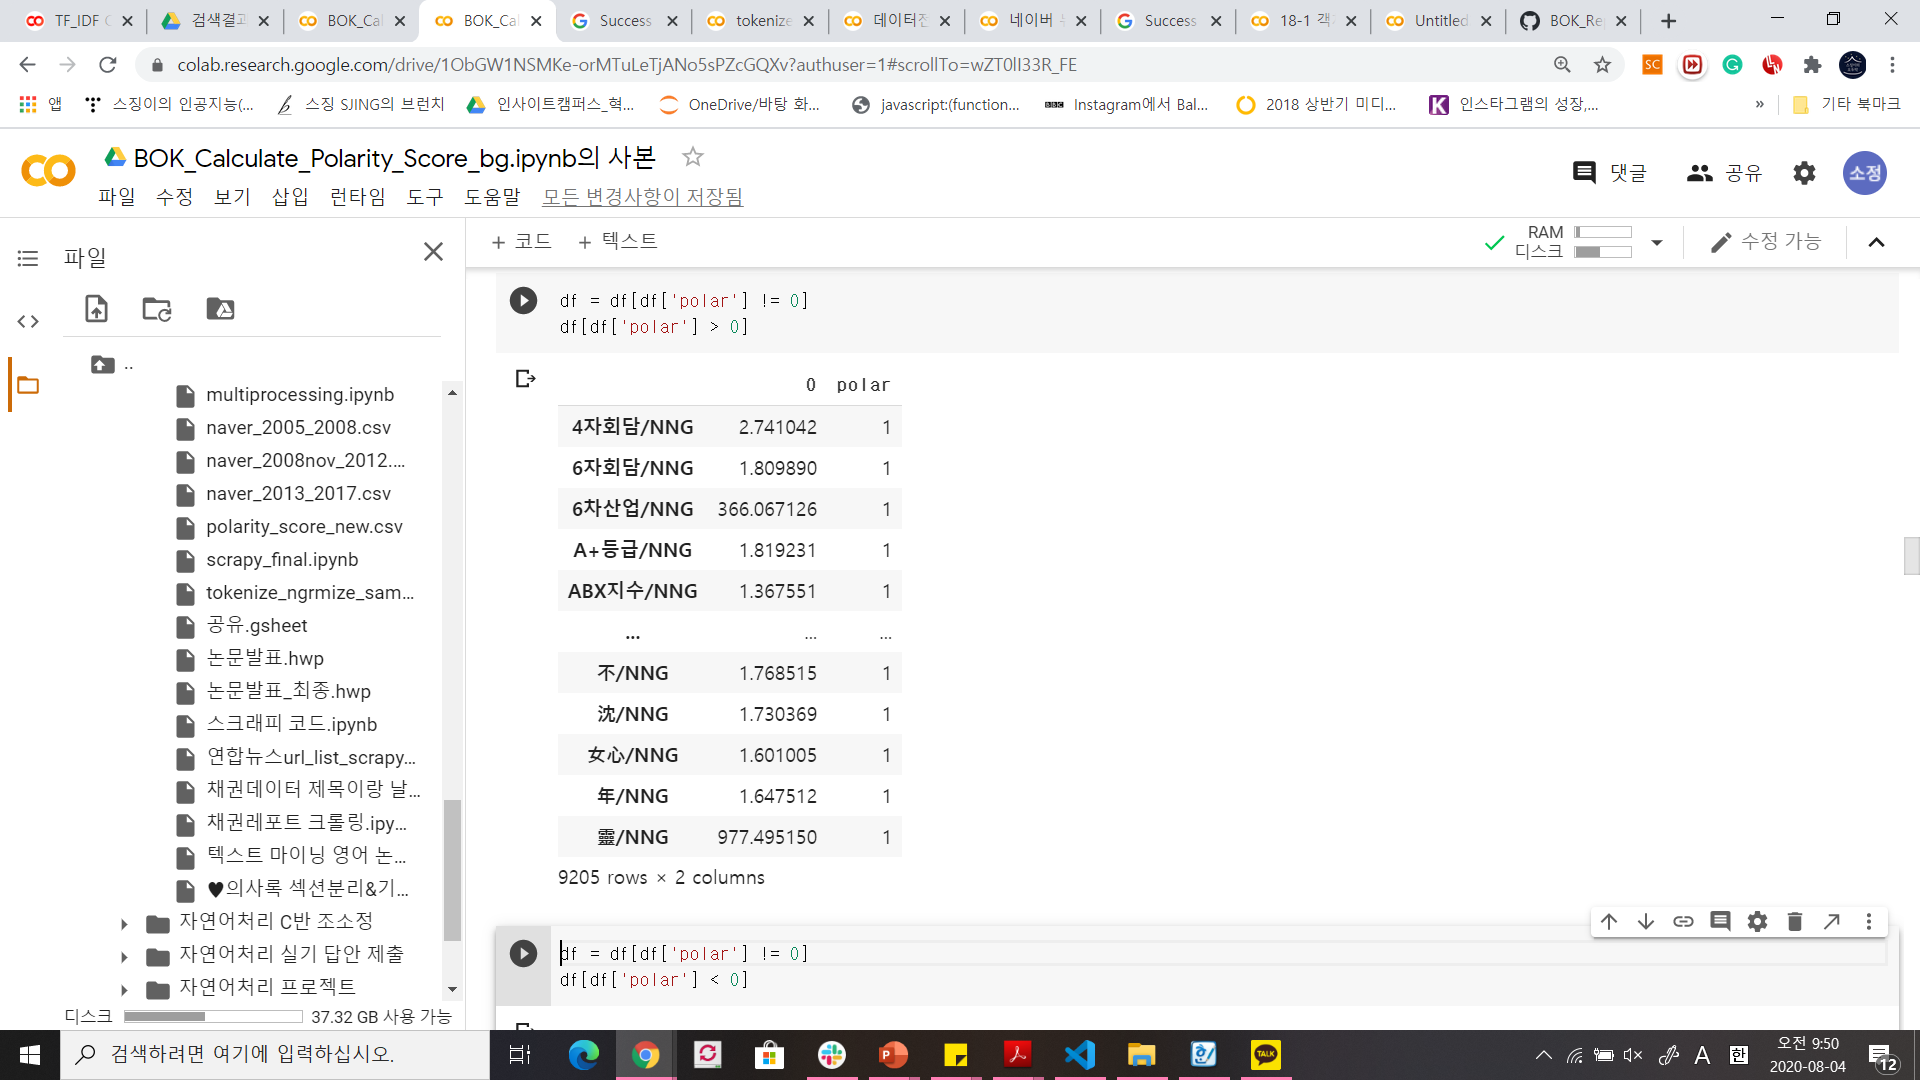 TF_IDF C
검색결과
BOK_Cal
BOK_Cal
Success
tokenize
데이터전
네이버 뉴
Success
18-1 객기
Untitled
BOK_Re
colab.research.google.com/drive/1ObGW1NSMKe-orMTuLeTjANo5sPZcGQXv?authuser=1#scrollTo=wZT0lI33R_FE
앱
스징이의 인공지능(...
스징 SJING의 브런치
인사이트캠퍼스_혁...
OneDrive/바탕 화...
javascript:(function...
Instagram에서 Bal...
2018 상반기 미디...
인스타그램의 성장,...
»
기타 북마크
BOK_Calculate_Polarity_Score_bg.ipynb의 사본
댓글
공유
소정
파일 수정 보기 삽입 런타임 도구 도움말 모든 변경사항이 저장됨
파일
+ 코드 + 텍스트
RAM
디스크
수정 가능
..
multiprocessing.ipynb
naver_2005_2008.csv
naver_2008nov_2012....
naver_2013_2017.csv
polarity_score_new.csv
scrapy_final.ipynb
tokenize_ngrmize_sam...
공유.gsheet
논문발표.hwp
논문발표_최종.hwp
스크래피 코드.ipynb
연합뉴스url_list_scrapy...
채권데이터 제목이랑 날...
채권레포트 크롤링.ipy...
텍스트 마이닝 영어 논...
♥의사록 섹션분리&기...
자연어처리 C반 조소정
자연어처리 실기 답안 제출
자연어처리 프로젝트
디스크
37.32 GB 사용 가능
df = df[df['polar'] != 0]
df[df['polar'] > 0]
0 polar
4자회담/NNG 2.741042 1
6자회담/NNG 1.809890 1
6차산업/NNG 366.067126 1
A+등급/NNG 1.819231 1
ABX지수/NNG 1.367551 1
... ... ...
不/NNG 1.768515 1
沈/NNG 1.730369 1
女心/NNG 1.601005 1
年/NNG 1.647512 1
靈/NNG 977.495150 1
9205 rows × 2 columns
df = df[df['polar'] != 0]
df[df['polar'] < 0]
검색하려면 여기에 입력하십시오.
TALK
A
한
오전 9:50
2020-08-04
12